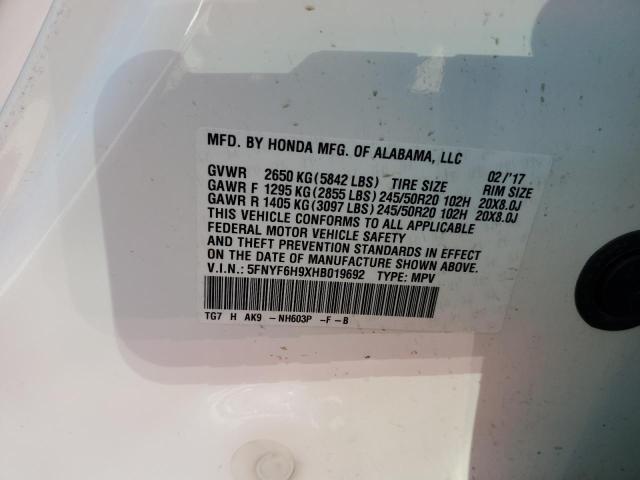 MFD. BY HONDA MFG. OF ALABAMA, LLC
02/'17
GVWR 2650 KG(5842 LBS) TIRE SIZE RIM SIZE
GAWR F 1295 KG(2855 LBS)245/50R20 102H 20X8.0J
GAWR R 1405 KG(3097 LBS)245/50R20 102H 20X8.0J
THIS VEHICLE CONFORMS TO ALL APPLICABLE
FEDERAL MOTOR VEHICLE SAFETY
AND THEFT PREVENTION STANDARDS IN EFFECT
ON THE DATE OF MANUFACTURE SHOWN ABOVE.
V.I.N.: 5FNYF6H9XHB019692 TYPE: MPV
TG7 H AK9 -NH603P -F-B